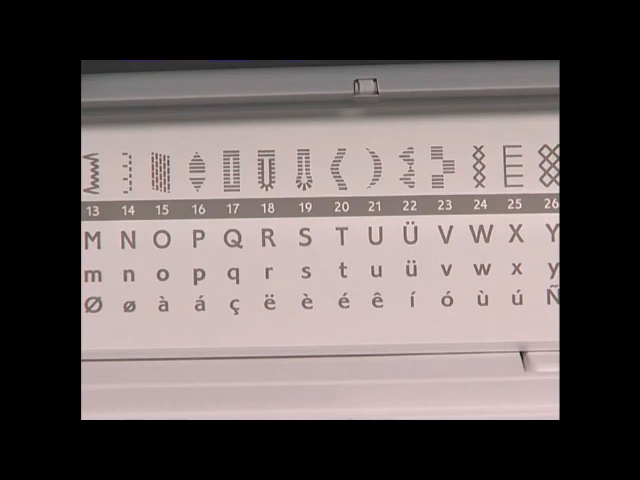 13 14 15 16 17 18 19 20 21 22 23 24 25 26
M N O P Q R S T U Ü V W X Y
m n o p q r s t u ü v w x y
Ø ø à á ç ë è é ê í ó ù ú Ñ